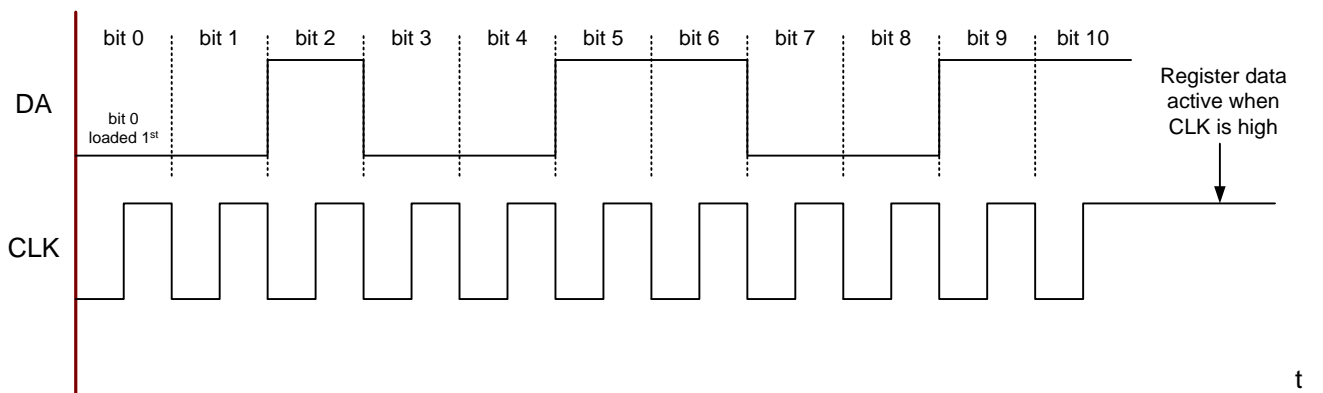 bit 0 bit 1 bit 2 bit 3 bit 4 bit 5 bit 6 bit 7 bit 8 bit 9 bit 10
Register data
active when
CLK is high
DA
bit 0
loaded 1st
CLK
t